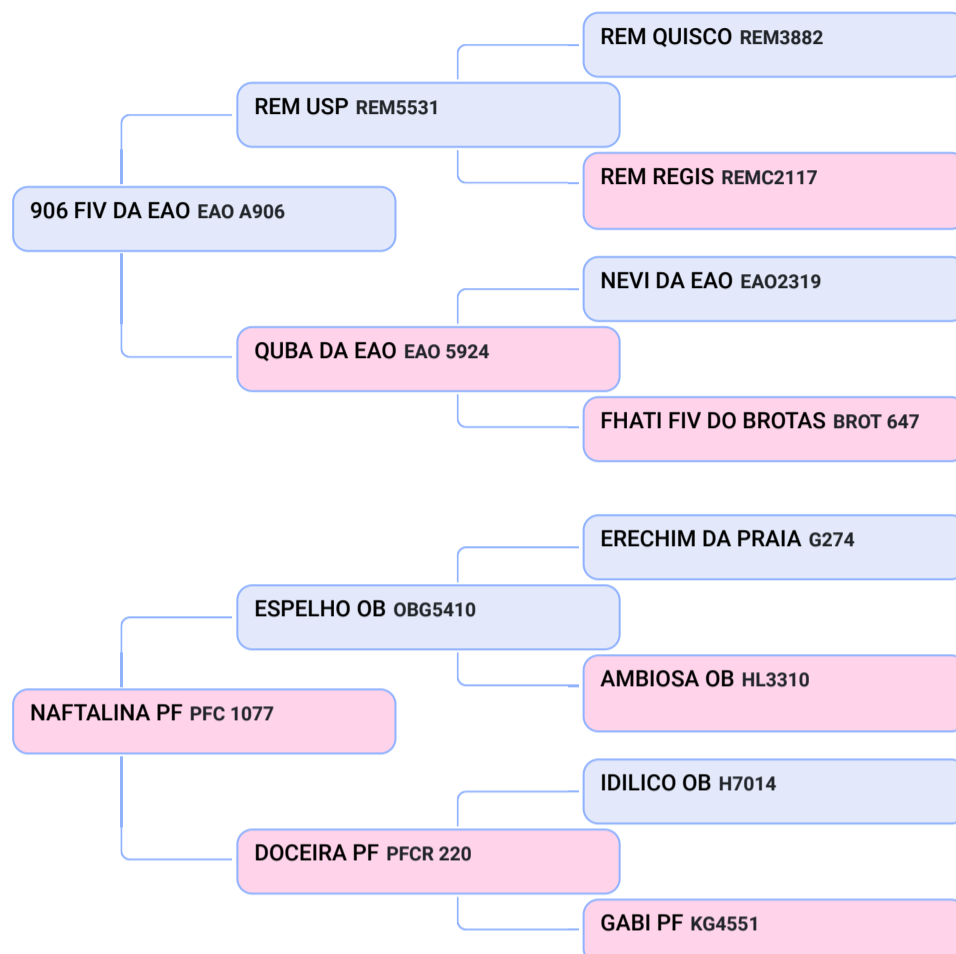 REM QUISCO REM3882
REM USP REM5531
REM REGIS REMC2117
906 FIV DA EAO EAO A906
NEVI DA EAO EAO2319
QUBA DA EAO EAO 5924
FHATI FIV DO BROTAS BROT 647
ERECHIM DA PRAIA G274
ESPELHO OB OBG5410
AMBIOSA OB HL3310
NAFTALINA PF PFC 1077
IDILICO OB H7014
DOCEIRA PF PFCR 220
GABI PF KG4551